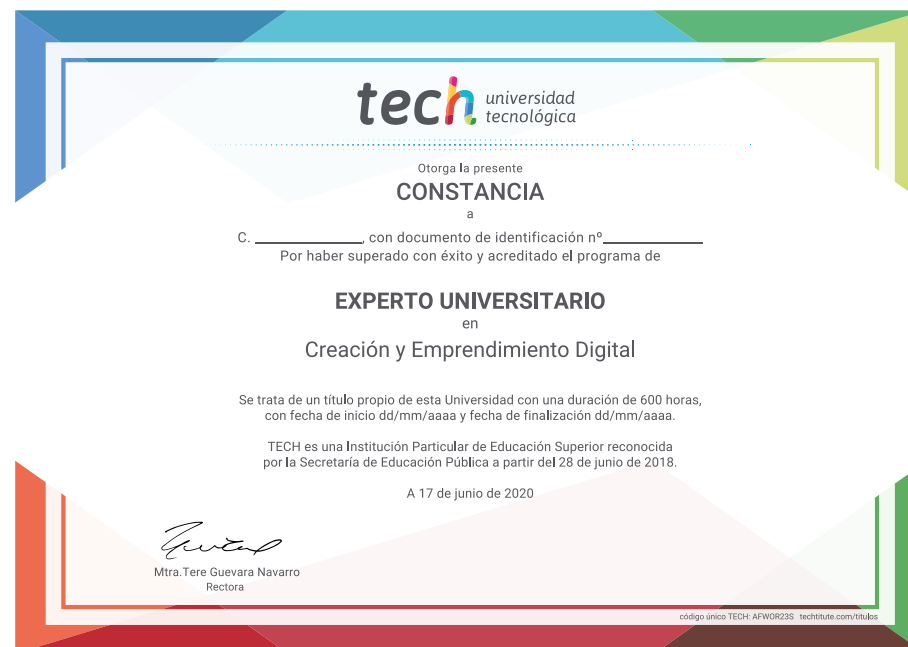 tech universidad
tecnológica
Otorga la presente
CONSTANCIA
a
C. ______________, con documento de identificación nº_____________
Por haber superado con éxito y acreditado el programa de
EXPERTO UNIVERSITARIO
en
Creación y Emprendimiento Digital
Se trata de un título propio de esta Universidad con una duración de 600 horas,
con fecha de inicio dd/mm/aaaa y fecha de finalización dd/mm/aaaa.
TECH es una Institución Particular de Educación Superior reconocida
por la Secretaría de Educación Pública a partir del 28 de junio de 2018.
A 17 de junio de 2020
Mtra.Tere Guevara Navarro
Rectora
código único TECH: AFWOR23S techtitute.com/titulos